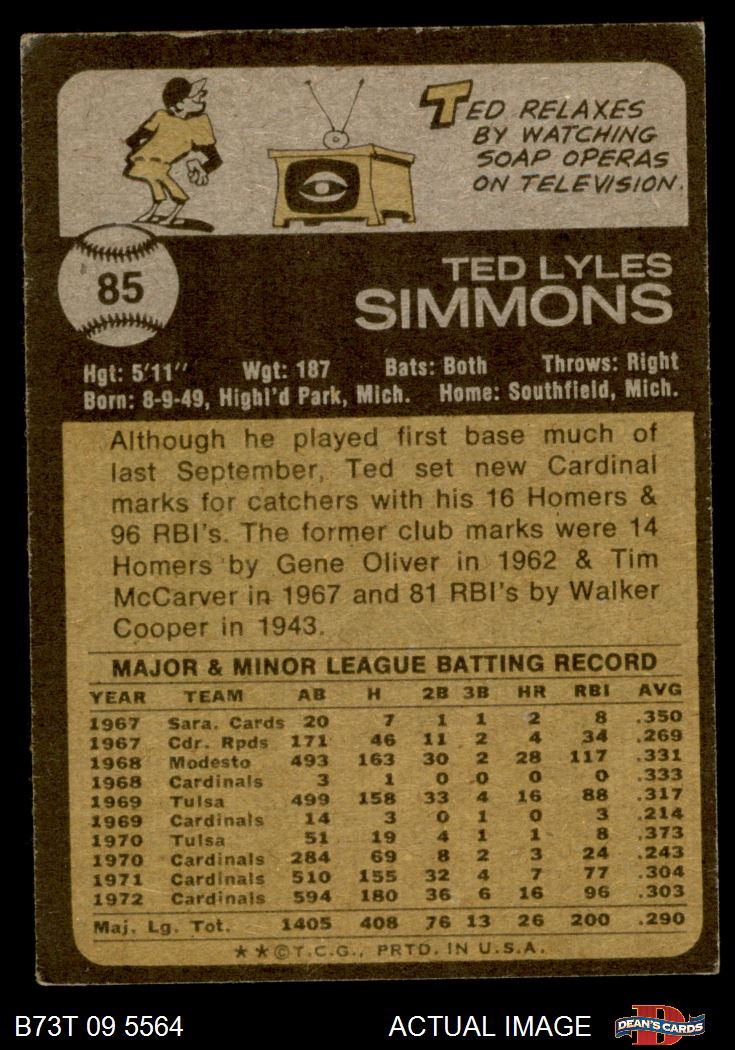 TED RELAXES
BY WATCHING
SOAP OPERAS
ON TELEVISION.
85
TED LYLES
SIMMONS
Hgt: 5'11" Wgt: 187 Bats: Both Throws: Right
Born: 8-9-49, Highl'd Park, Mich. Home: Southfield, Mich.
Although he played first base much of
last September, Ted set new Cardinal
marks for catchers with his 16 Homers &
96 RBI's. The former club marks were 14
Homers by Gene Oliver in 1962 & Tim
McCarver in 1967 and 81 RBI's by Walker
Cooper in 1943.
MAJOR & MINOR LEAGUE BATTING RECORD
YEAR TEAM AB H 2B 3B HR RBI AVG
1967 Sara. Cards 20 7 1 1 2 8 .350
1967 Cdr. Rpds 171 46 11 2 4 34 .269
1968 Modesto 493 163 30 2 28 117 .331
1968 Cardinals 3 1 0 0 0 0 .333
1969 Tulsa 499 158 33 4 16 88 .317
1969 Cardinals 14 3 0 1 0 3 .214
1970 Tulsa 51 19 4 1 1 8 .373
1970 Cardinals 284 69 8 2 3 24 .243
1971 Cardinals 510 155 32 4 7 77 .304
1972 Cardinals 594 180 36 6 16 96 .303
Maj. Lg. Tot. 1405 408 76 13 26 200 .290
★★©T.C.G., PRTD. IN U.S.A.
B73T 09 5564 ACTUAL IMAGE DEAN'S CARDS